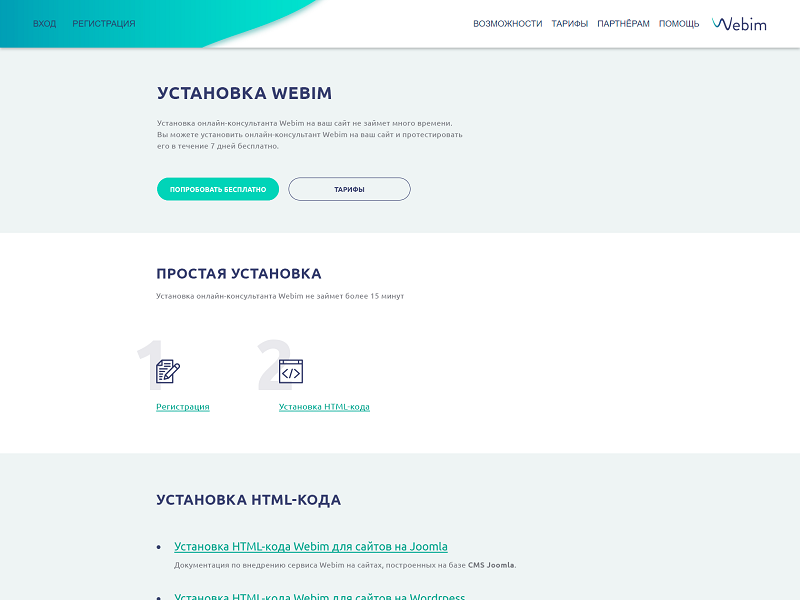 ВХОД РЕГИСТРАЦИЯ ВОЗМОЖНОСТИ ТАРИФЫ ПАРТНЁРАМ ПОМОЩЬ Webim
УСТАНОВКА WEBIM
Установка онлайн-консультанта Webim на ваш сайт не займет много времени.
Вы можете установить онлайн-консультант Webim на ваш сайт и протестировать
его в течение 7 дней бесплатно.
ПОПРОБОВАТЬ БЕСПЛАТНО ТАРИФЫ
ПРОСТАЯ УСТАНОВКА
Установка онлайн-консультанта Webim не займет более 15 минут
1 2
Регистрация Установка HTML-кода
УСТАНОВКА HTML-КОДА
Установка HTML-кода Webim для сайтов на Joomla
Документация по внедрению сервиса Webim на сайтах, построенных на базе CMS Joomla.
Установка HTML-кода Webim для сайтов на Wordpress